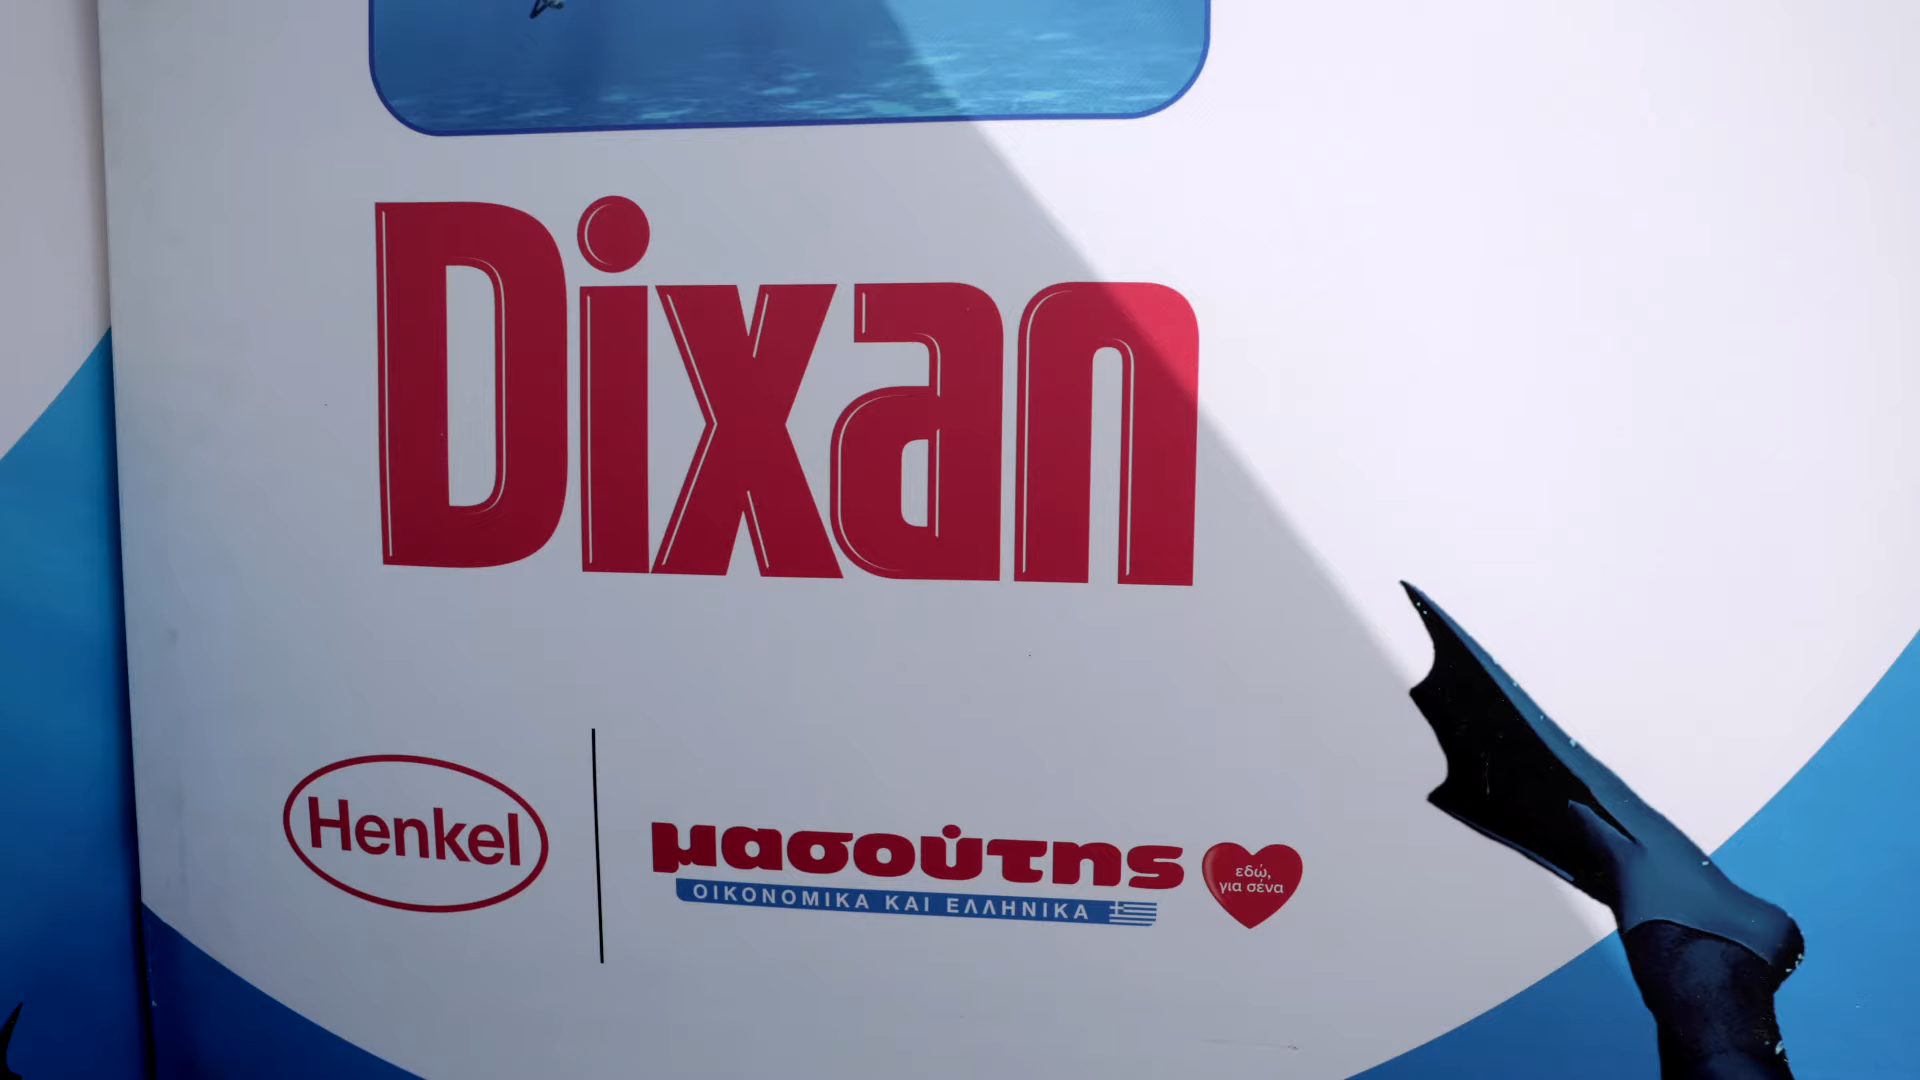 Dixan
Henkel
μασούτης
ΟΙΚΟΝΟΜΙΚΑ ΚΑΙ ΕΛΛΗΝΙΚΑ
εδώ,
για σένα